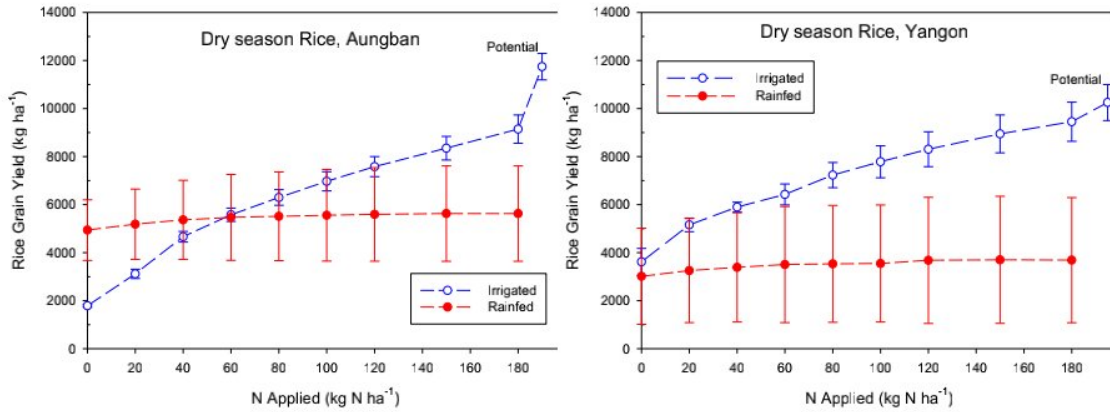 Dry season Rice, Aungban
Potential
Rice Grain Yield (kg ha-1)
14000
12000
10000
8000
6000
4000
2000
0
Irrigated
Rainfed
0 20 40 60 80 100 120 140 160 180
N Applied (kg N ha-1)
Dry season Rice, Yangon
Potential
Rice Grain Yield (kg ha-1)
14000
12000
10000
8000
6000
4000
2000
0
Irrigated
Rainfed
0 20 40 60 80 100 120 140 160 180
N Applied (kg N ha-1)